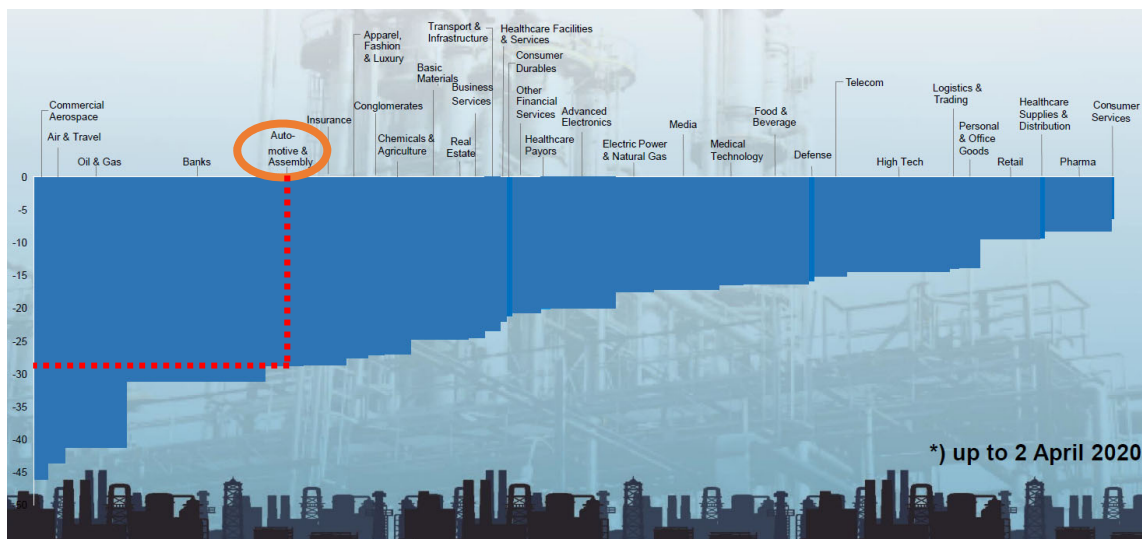 Commercial
Aerospace
Air & Travel
Oil & Gas
Banks
Auto-
motive &
Assembly
Insurance
Apparel,
Fashion
& Luxury
Conglomerates
Chemicals &
Agriculture
Basic
Materials
Real
Estate
Business
Services
Transport &
Infrastructure
Healthcare Facilities
& Services
Consumer
Durables
Other
Financial
Services
Healthcare
Payors
Advanced
Electronics
Electric Power
& Natural Gas
Media
Medical
Technology
Food &
Beverage
Defense
Telecom
High Tech
Logistics &
Trading
Personal
& Office
Goods
Retail
Healthcare
Supplies &
Distribution
Pharma
Consumer
Services
0
-5
-10
-15
-20
-25
-30
-35
-40
-45
-50
*) up to 2 April 2020